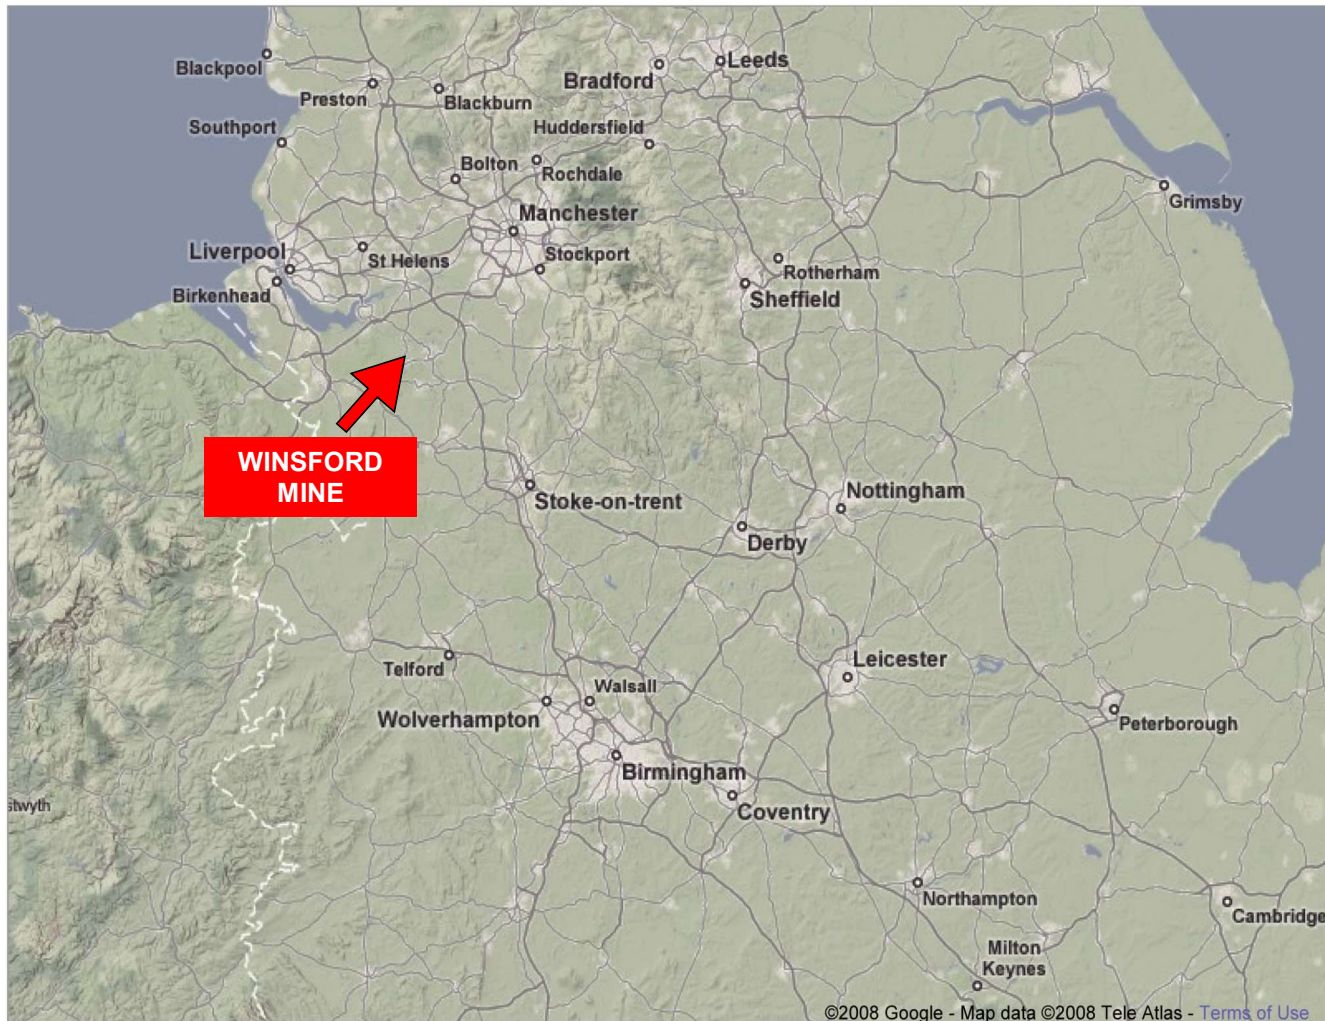 Blackpool
Preston
Blackburn
Bradford
Leeds
Southport
Huddersfield
Bolton
Rochdale
Grimsby
Manchester
Liverpool
St Helens
Stockport
Rotherham
Birkenhead
Sheffield
WINSFORD
MINE
Stoke-on-trent
Nottingham
Derby
Telford
Leicester
Walsall
Wolverhampton
Peterborough
Birmingham
stwyth
Coventry
Northampton
Cambridge
Milton
Keynes
©2008 Google - Map data ©2008 Tele Atlas - Terms of Use